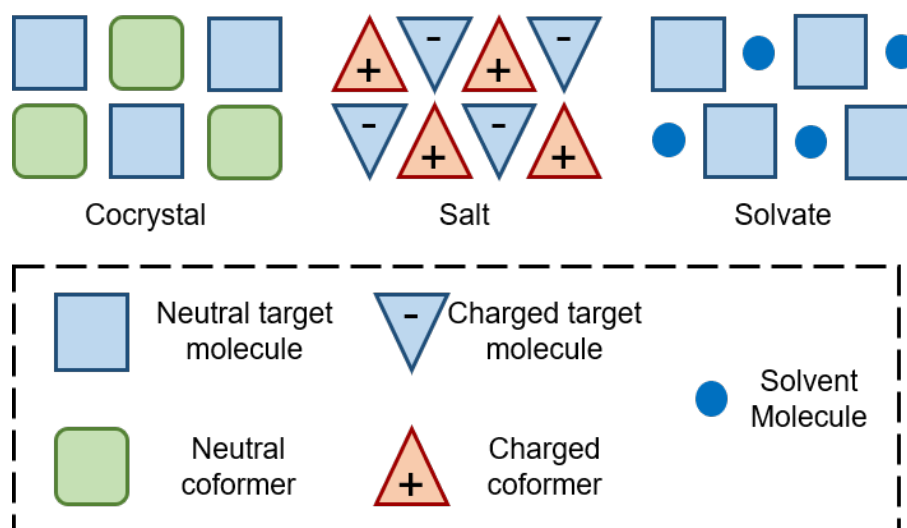 + - + -
- + - +
Cocrystal Salt Solvate
Neutral target molecule
- Charged target molecule
Solvent Molecule
Neutral coformer
+ Charged coformer